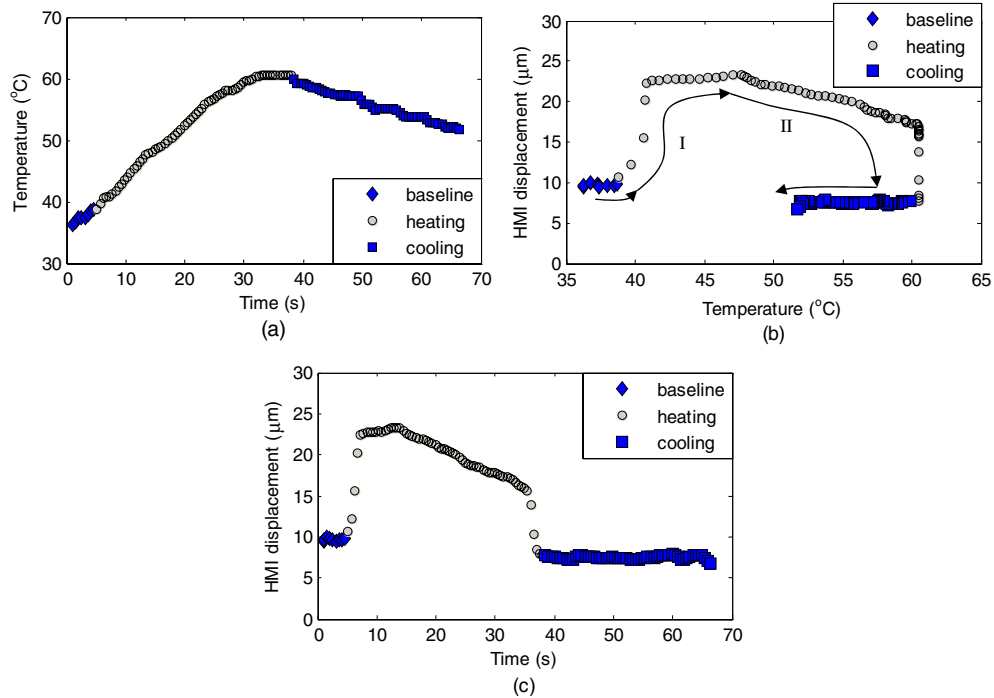 70
60
50
40
30
Temperature (°C)
baseline
heating
cooling
0 10 20 30 40 50 60 70
Time (s)
(a)
30
25
20
15
10
5
0
HMI displacement (μm)
baseline
heating
cooling
I
II
35 40 45 50 55 60 65
Temperature (°C)
(b)
30
25
20
15
10
5
0
HMI displacement (μm)
baseline
heating
cooling
0 10 20 30 40 50 60 70
Time (s)
(c)